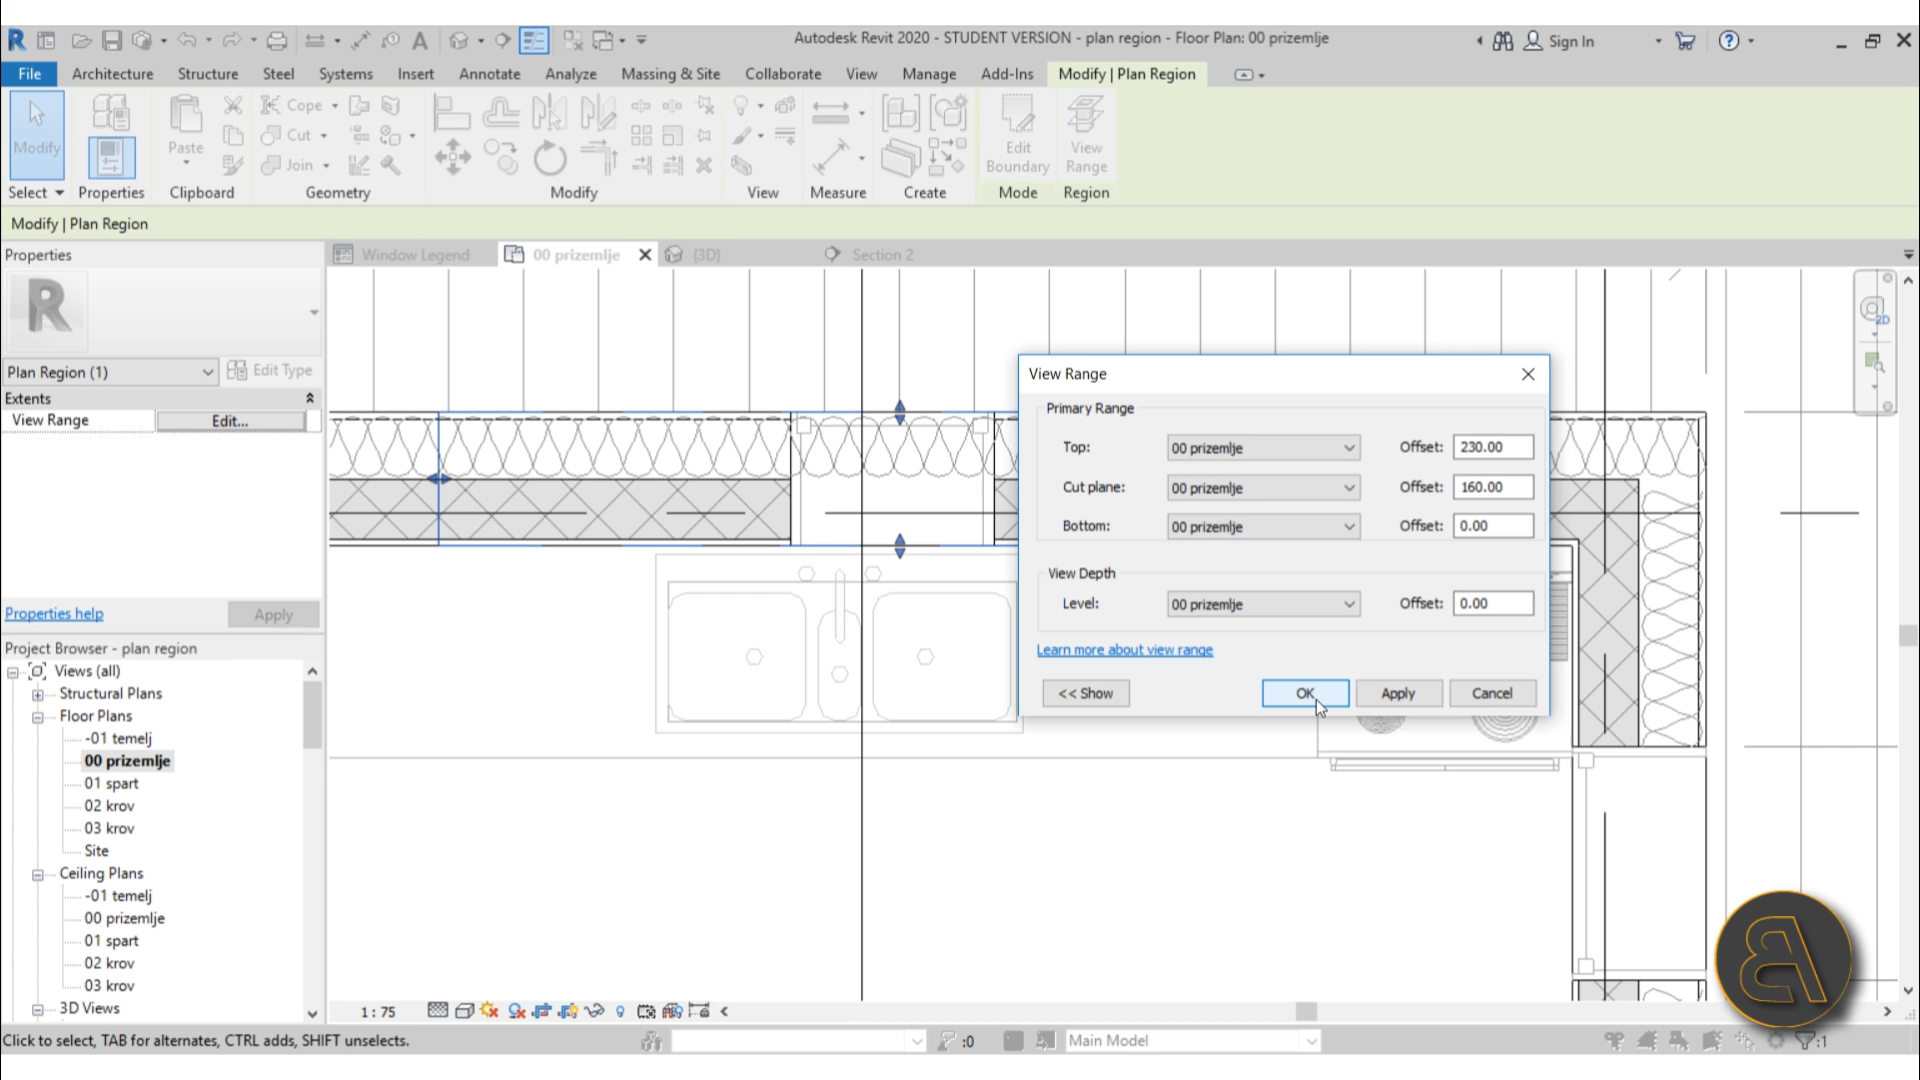 Autodesk Revit 2020 - STUDENT VERSION - plan region - Floor Plan: 00 prizemlje
Sign In
File Architecture Structure Steel Systems Insert Annotate Analyze Massing & Site Collaborate View Manage Add-Ins Modify | Plan Region
Modify
Paste
Cope
Cut
Join
Edit Boundary
View Range
Select Properties Clipboard Geometry Modify View Measure Create Mode Region
Modify | Plan Region
Properties
Window Legend
00 prizemlje
{3D}
Section 2
R
Plan Region (1)
Edit Type
Extents
View Range
Edit...
Properties help
Apply
Project Browser - plan region
Views (all)
Structural Plans
Floor Plans
-01 temelj
00 prizemlje
01 sprat
02 krov
03 krov
Site
Ceiling Plans
-01 temelj
00 prizemlje
01 sprat
02 krov
03 krov
3D Views
2D
View Range
Primary Range
Top: 00 prizemlje Offset: 230.00
Cut plane: 00 prizemlje Offset: 160.00
Bottom: 00 prizemlje Offset: 0.00
View Depth
Level: 00 prizemlje Offset: 0.00
Learn more about view range
<< Show
OK
Apply
Cancel
1 : 75
Click to select, TAB for alternates, CTRL adds, SHIFT unselects.
:0
Main Model
:1